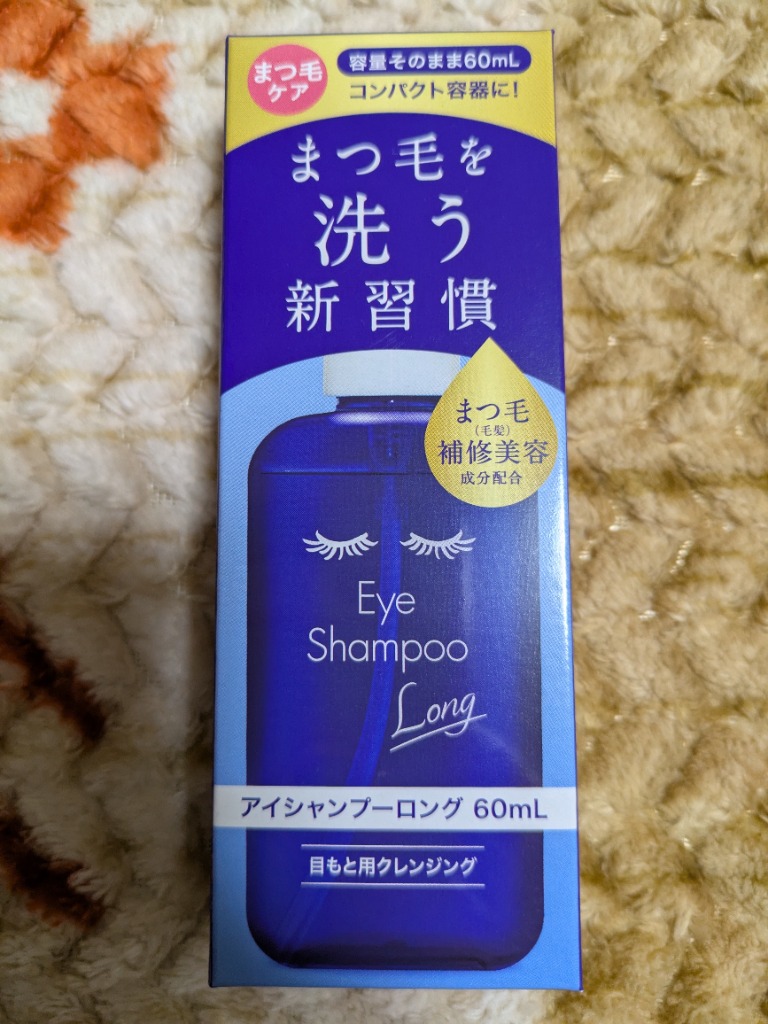 まつ毛
ケア
容量そのまま60mL
コンパクト容器に!
まつ毛を
洗う
新習慣
まつ毛
(毛髪)
補修美容
成分配合
Eye
Shampoo
Long
アイシャンプーロング 60mL
目もと用クレンジング